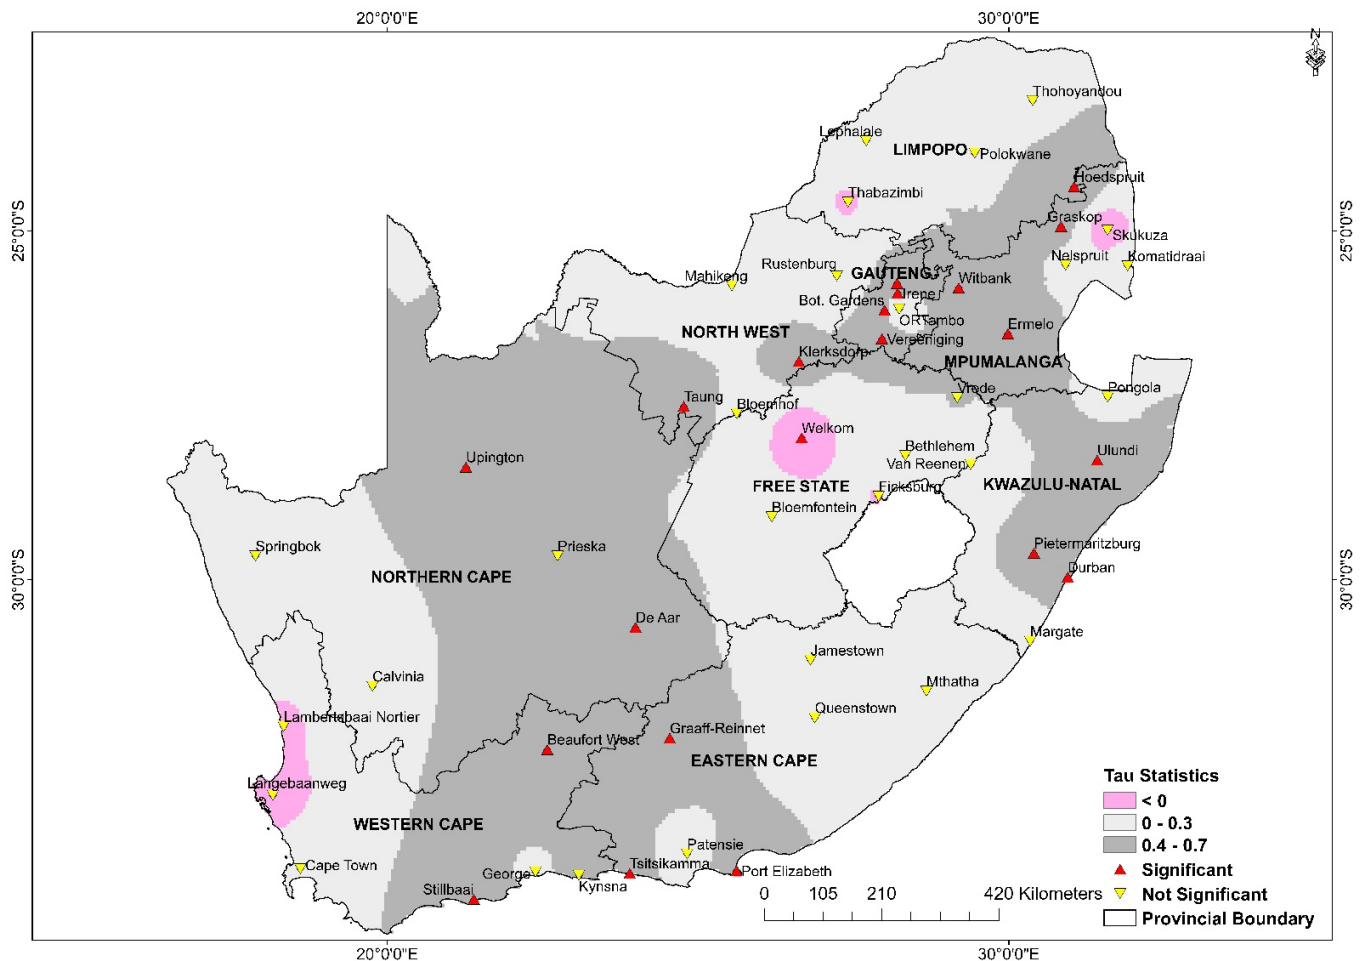 20°0'0"E 30°0'0"E
N
Thohoyandou
Lephalale
LIMPOPO
Polokwane
Hoedspruit
Thabazimbi
Graskop
25°0'0"S 25°0'0"S
Skukuza
Nelspruit
Komatidraai
Rustenburg
GAUTENG
Mahikeng
Witbank
Irene
Bot. Gardens
ORTambo
Ermelo
NORTH WEST
Vereeniging
Klerksdorp
MPUMALANGA
Vrede
Pongola
Taung
Bloemhof
Welkom
Bethlehem
Ulundi
Upington
Van Reenen
FREE STATE
Ficksburg
KWAZULU-NATAL
Bloemfontein
Springbok
Prieska
Pietermaritzburg
Durban
NORTHERN CAPE
30°0'0"S 30°0'0"S
De Aar
Margate
Jamestown
Calvinia
Mthatha
Lambertsbaai Nortier
Queenstown
Graaff-Reinnet
Beaufort West
EASTERN CAPE
Langebaanweg
WESTERN CAPE
Patensie
Cape Town
Tsitsikamma
George
Port Elizabeth
Kynsna
Stillbaai
Tau Statistics
< 0
0 - 0.3
0.4 - 0.7
Significant
Not Significant
Provincial Boundary
0 105 210 420 Kilometers
20°0'0"E 30°0'0"E